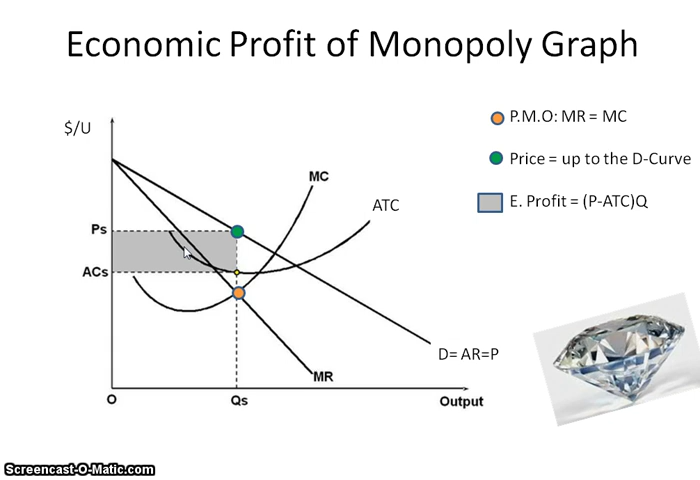 Economic Profit of Monopoly Graph
$/U
P.M.O: MR = MC
Price = up to the D-Curve
E. Profit = (P-ATC)Q
MC
ATC
Ps
ACs
D= AR=P
MR
O
Qs
Output
Screencast-O-Matic.com